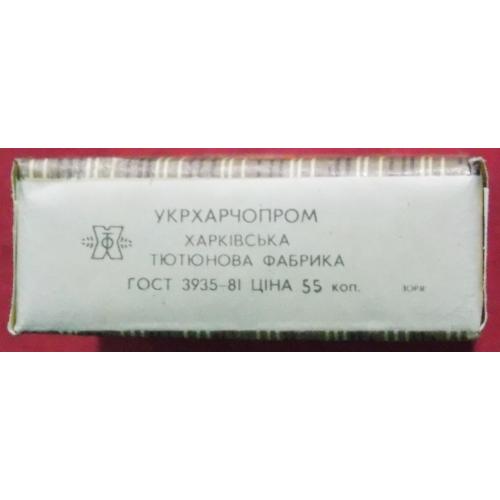 УКРХАРЧОПРОМ
ХАРКІВСЬКА
ТЮТЮНОВА ФАБРИКА
ГОСТ 3935-81 ЦІНА 55 коп.